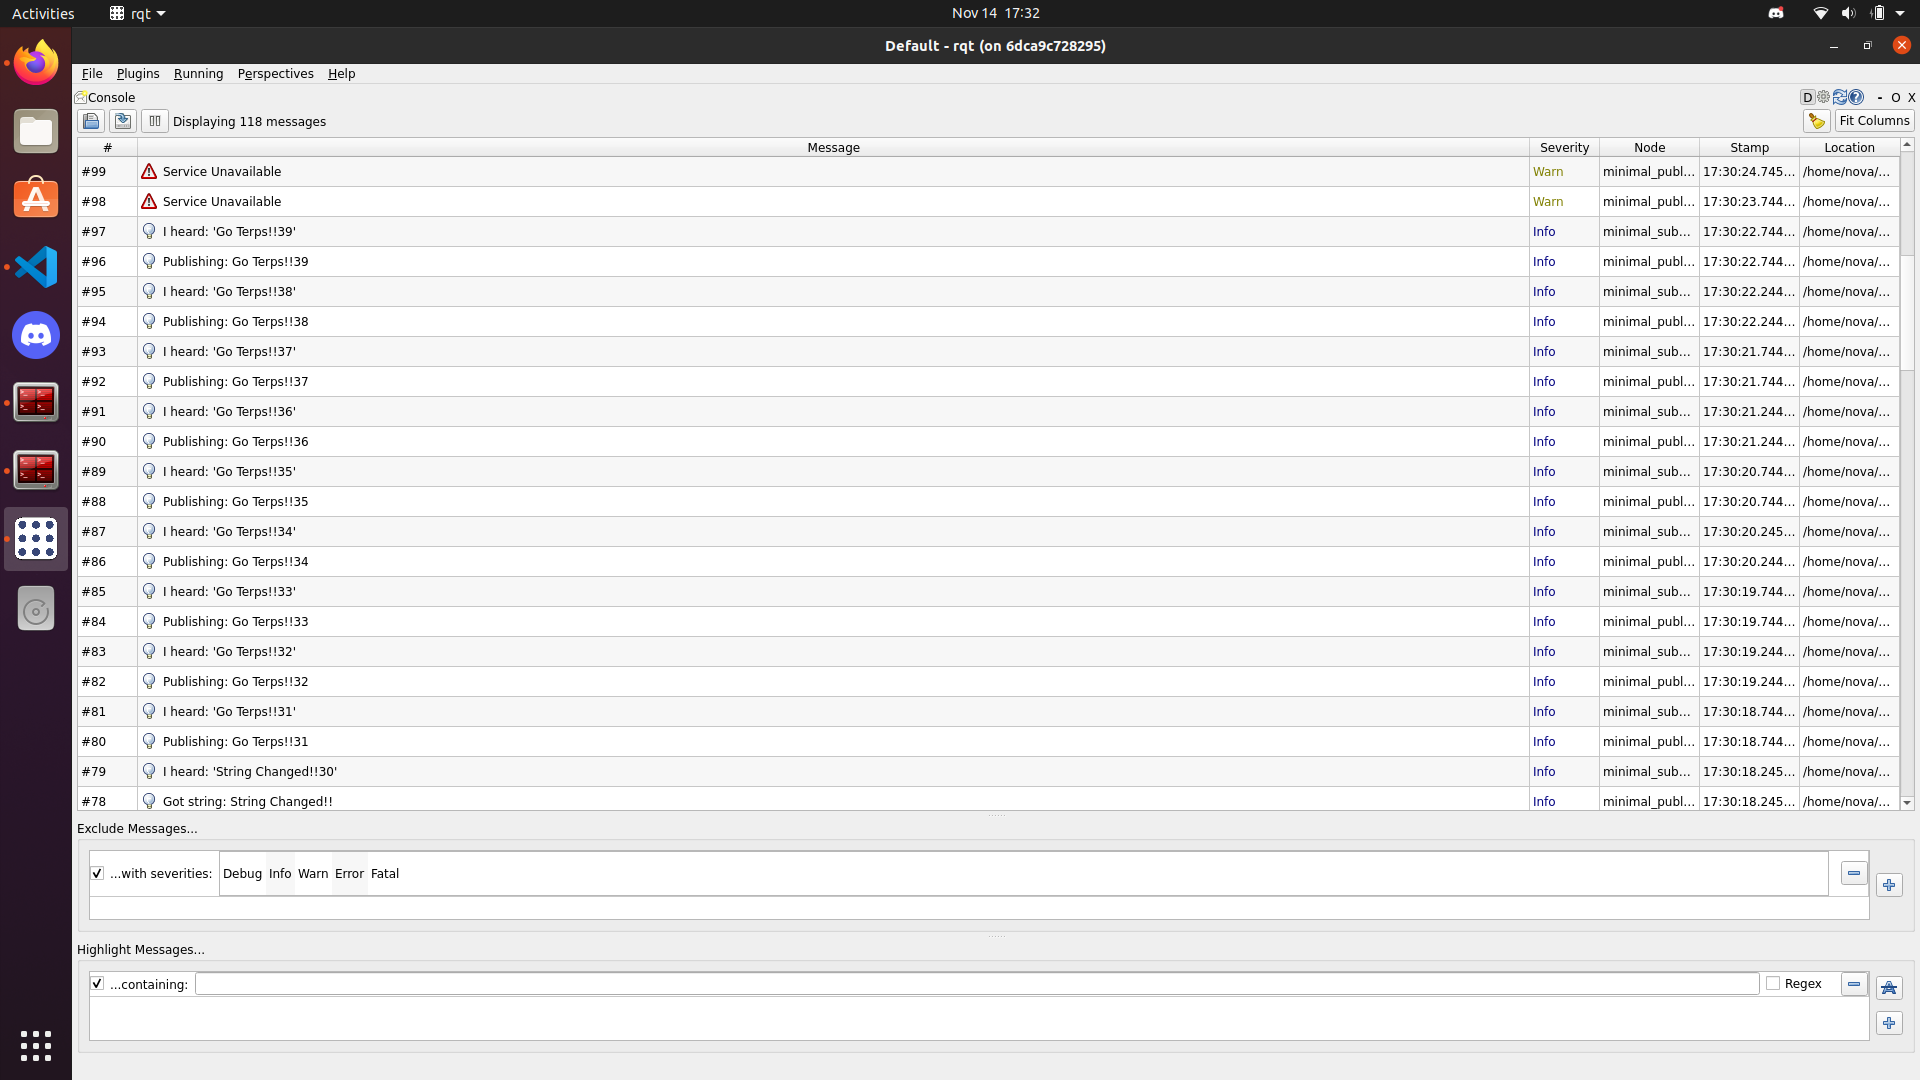 Activities rqt Nov 14 17:32
Default - rqt (on 6dca9c728295)
File Plugins Running Perspectives Help
Console D - O X
Displaying 118 messages Fit Columns
# Message Severity Node Stamp Location
#99 Service Unavailable Warn minimal_publ... 17:30:24.745... /home/nova/...
#98 Service Unavailable Warn minimal_publ... 17:30:23.744... /home/nova/...
#97 I heard: 'Go Terps!!39' Info minimal_sub... 17:30:22.744... /home/nova/...
#96 Publishing: Go Terps!!39 Info minimal_publ... 17:30:22.744... /home/nova/...
#95 I heard: 'Go Terps!!38' Info minimal_sub... 17:30:22.244... /home/nova/...
#94 Publishing: Go Terps!!38 Info minimal_publ... 17:30:22.244... /home/nova/...
#93 I heard: 'Go Terps!!37' Info minimal_sub... 17:30:21.744... /home/nova/...
#92 Publishing: Go Terps!!37 Info minimal_publ... 17:30:21.744... /home/nova/...
#91 I heard: 'Go Terps!!36' Info minimal_sub... 17:30:21.244... /home/nova/...
#90 Publishing: Go Terps!!36 Info minimal_publ... 17:30:21.244... /home/nova/...
#89 I heard: 'Go Terps!!35' Info minimal_sub... 17:30:20.744... /home/nova/...
#88 Publishing: Go Terps!!35 Info minimal_publ... 17:30:20.744... /home/nova/...
#87 I heard: 'Go Terps!!34' Info minimal_sub... 17:30:20.245... /home/nova/...
#86 Publishing: Go Terps!!34 Info minimal_publ... 17:30:20.244... /home/nova/...
#85 I heard: 'Go Terps!!33' Info minimal_sub... 17:30:19.744... /home/nova/...
#84 Publishing: Go Terps!!33 Info minimal_publ... 17:30:19.744... /home/nova/...
#83 I heard: 'Go Terps!!32' Info minimal_sub... 17:30:19.244... /home/nova/...
#82 Publishing: Go Terps!!32 Info minimal_publ... 17:30:19.244... /home/nova/...
#81 I heard: 'Go Terps!!31' Info minimal_sub... 17:30:18.744... /home/nova/...
#80 Publishing: Go Terps!!31 Info minimal_publ... 17:30:18.744... /home/nova/...
#79 I heard: 'String Changed!!30' Info minimal_sub... 17:30:18.245... /home/nova/...
#78 Got string: String Changed!! Info minimal_publ... 17:30:18.245... /home/nova/...
Exclude Messages...
...with severities: Debug Info Warn Error Fatal
Highlight Messages...
...containing: Regex